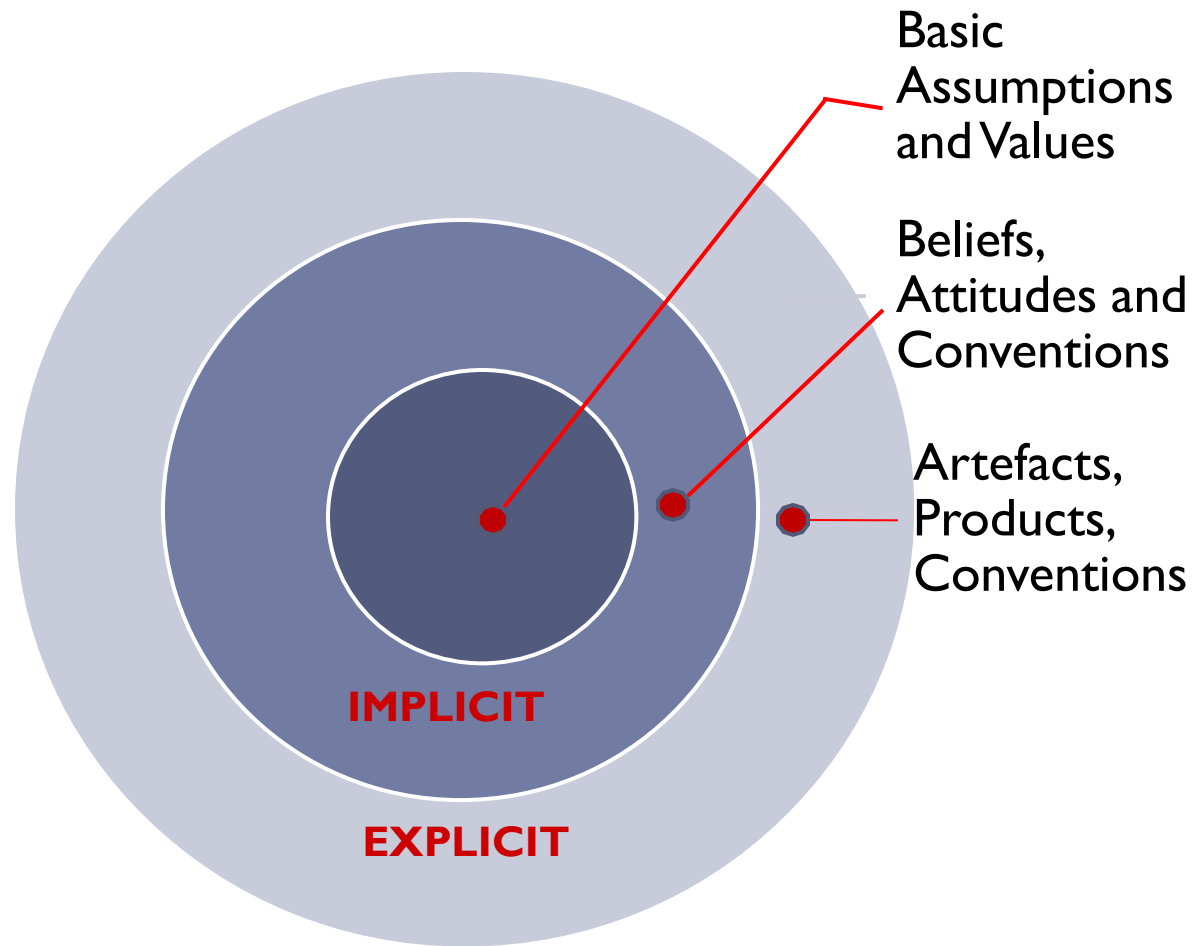 Basic
Assumptions
and Values
Beliefs,
Attitudes and
Conventions
Artefacts,
Products,
Conventions
IMPLICIT
EXPLICIT